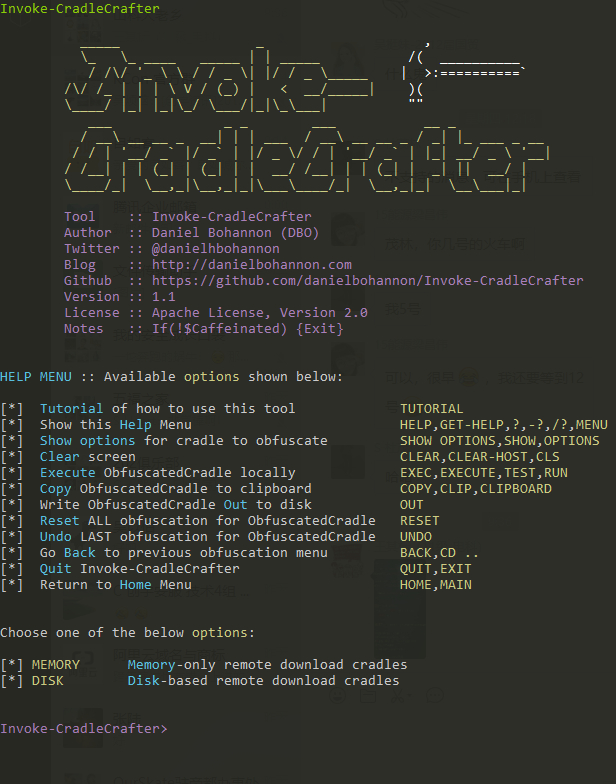 Invoke-CradleCrafter
Invoke-
CradleCrafter
Tool :: Invoke-CradleCrafter
Author :: Daniel Bohannon (DBO)
Twitter :: @danielhbohannon
Blog :: http://danielbohannon.com
Github :: https://github.com/danielbohannon/Invoke-CradleCrafter
Version :: 1.1
License :: Apache License, Version 2.0
Notes :: If(!$Caffeinated) {Exit}
HELP MENU :: Available options shown below:
[*] Tutorial of how to use this tool TUTORIAL
[*] Show this Help Menu HELP,GET-HELP,?,-?,/?,MENU
[*] Show options for cradle to obfuscate SHOW OPTIONS,SHOW,OPTIONS
[*] Clear screen CLEAR,CLEAR-HOST,CLS
[*] Execute ObfuscatedCradle locally EXEC,EXECUTE,TEST,RUN
[*] Copy ObfuscatedCradle to clipboard COPY,CLIP,CLIPBOARD
[*] Write ObfuscatedCradle Out to disk OUT
[*] Reset ALL obfuscation for ObfuscatedCradle RESET
[*] Undo LAST obfuscation for ObfuscatedCradle UNDO
[*] Go Back to previous obfuscation menu BACK,CD ..
[*] Quit Invoke-CradleCrafter QUIT,EXIT
[*] Return to Home Menu HOME,MAIN
Choose one of the below options:
[*] MEMORY Memory-only remote download cradles
[*] DISK Disk-based remote download cradles
Invoke-CradleCrafter>